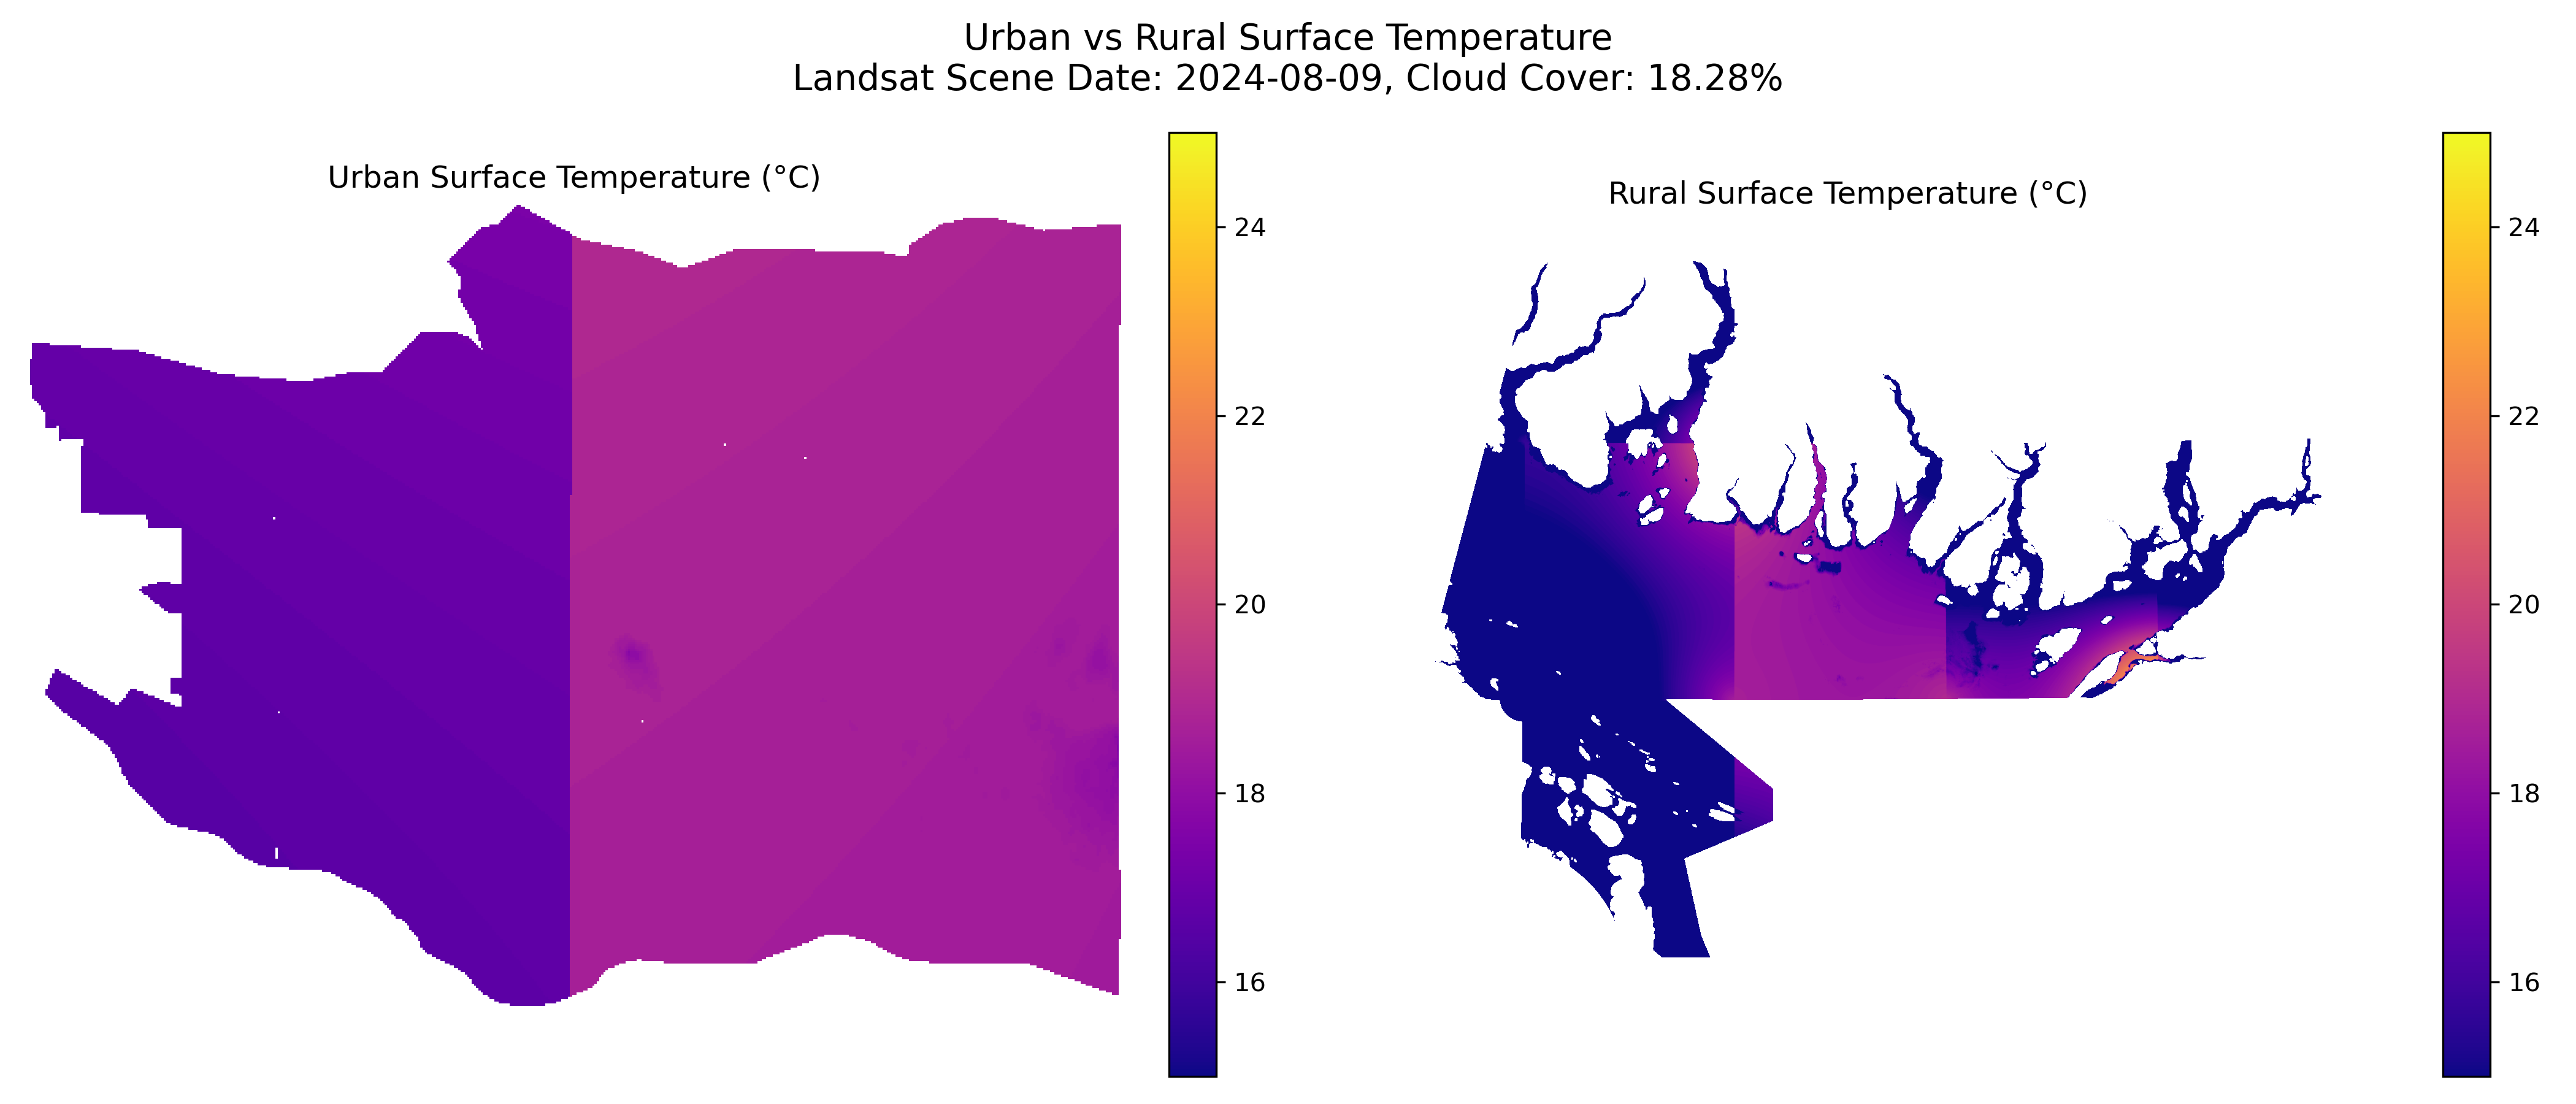 Urban vs Rural Surface Temperature
Landsat Scene Date: 2024-08-09, Cloud Cover: 18.28%
Urban Surface Temperature (°C)
24
22
20
18
16
Rural Surface Temperature (°C)
24
22
20
18
16